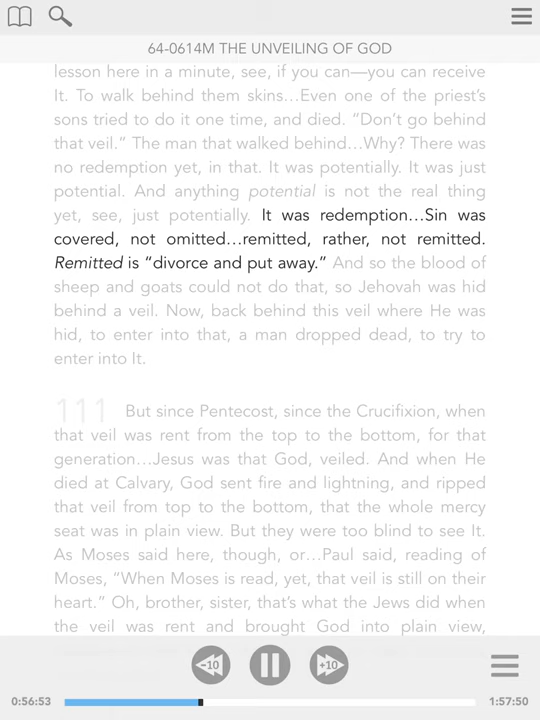 64-0614M THE UNVEILING OF GOD
lesson here in a minute, see, if you can—you can receive
It. To walk behind them skins…Even one of the priest's
sons tried to do it one time, and died. “Don't go behind
that veil.” The man that walked behind…Why? There was
no redemption yet, in that. It was potentially. It was just
potential. And anything potential is not the real thing
yet, see, just potentially. It was redemption…Sin was
covered, not omitted…remitted, rather, not remitted.
Remitted is “divorce and put away.” And so the blood of
sheep and goats could not do that, so Jehovah was hid
behind a veil. Now, back behind this veil where He was
hid, to enter into that, a man dropped dead, to try to
enter into It.
111 But since Pentecost, since the Crucifixion, when
that veil was rent from the top to the bottom, for that
generation…Jesus was that God, veiled. And when He
died at Calvary, God sent fire and lightning, and ripped
that veil from top to the bottom, that the whole mercy
seat was in plain view. But they were too blind to see It.
As Moses said here, though, or…Paul said, reading of
Moses, “When Moses is read, yet, that veil is still on their
heart.” Oh, brother, sister, that's what the Jews did when
the veil was rent and brought God into plain view,
-10 +10
0:56:53 1:57:50